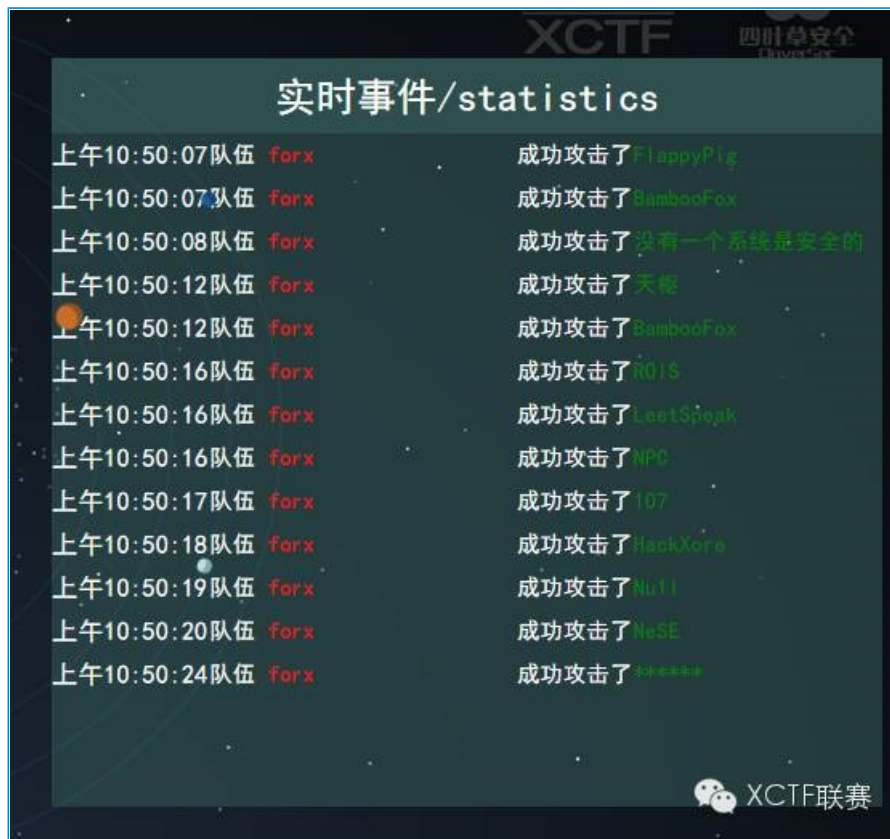 XCTF 四叶草安全
CloverSec
实时事件/statistics
上午10:50:07队伍 forx 成功攻击了FlappyPig
上午10:50:07队伍 forx 成功攻击了BambooFox
上午10:50:08队伍 forx 成功攻击了没有一个系统是安全的
上午10:50:12队伍 forx 成功攻击了天枢
上午10:50:12队伍 forx 成功攻击了BambooFox
上午10:50:16队伍 forx 成功攻击了ROIS
上午10:50:16队伍 forx 成功攻击了LeetSpeak
上午10:50:16队伍 forx 成功攻击了NPC
上午10:50:17队伍 forx 成功攻击了107
上午10:50:18队伍 forx 成功攻击了HackXore
上午10:50:19队伍 forx 成功攻击了Nu1l
上午10:50:20队伍 forx 成功攻击了NeSE
上午10:50:24队伍 forx 成功攻击了******
XCTF联赛